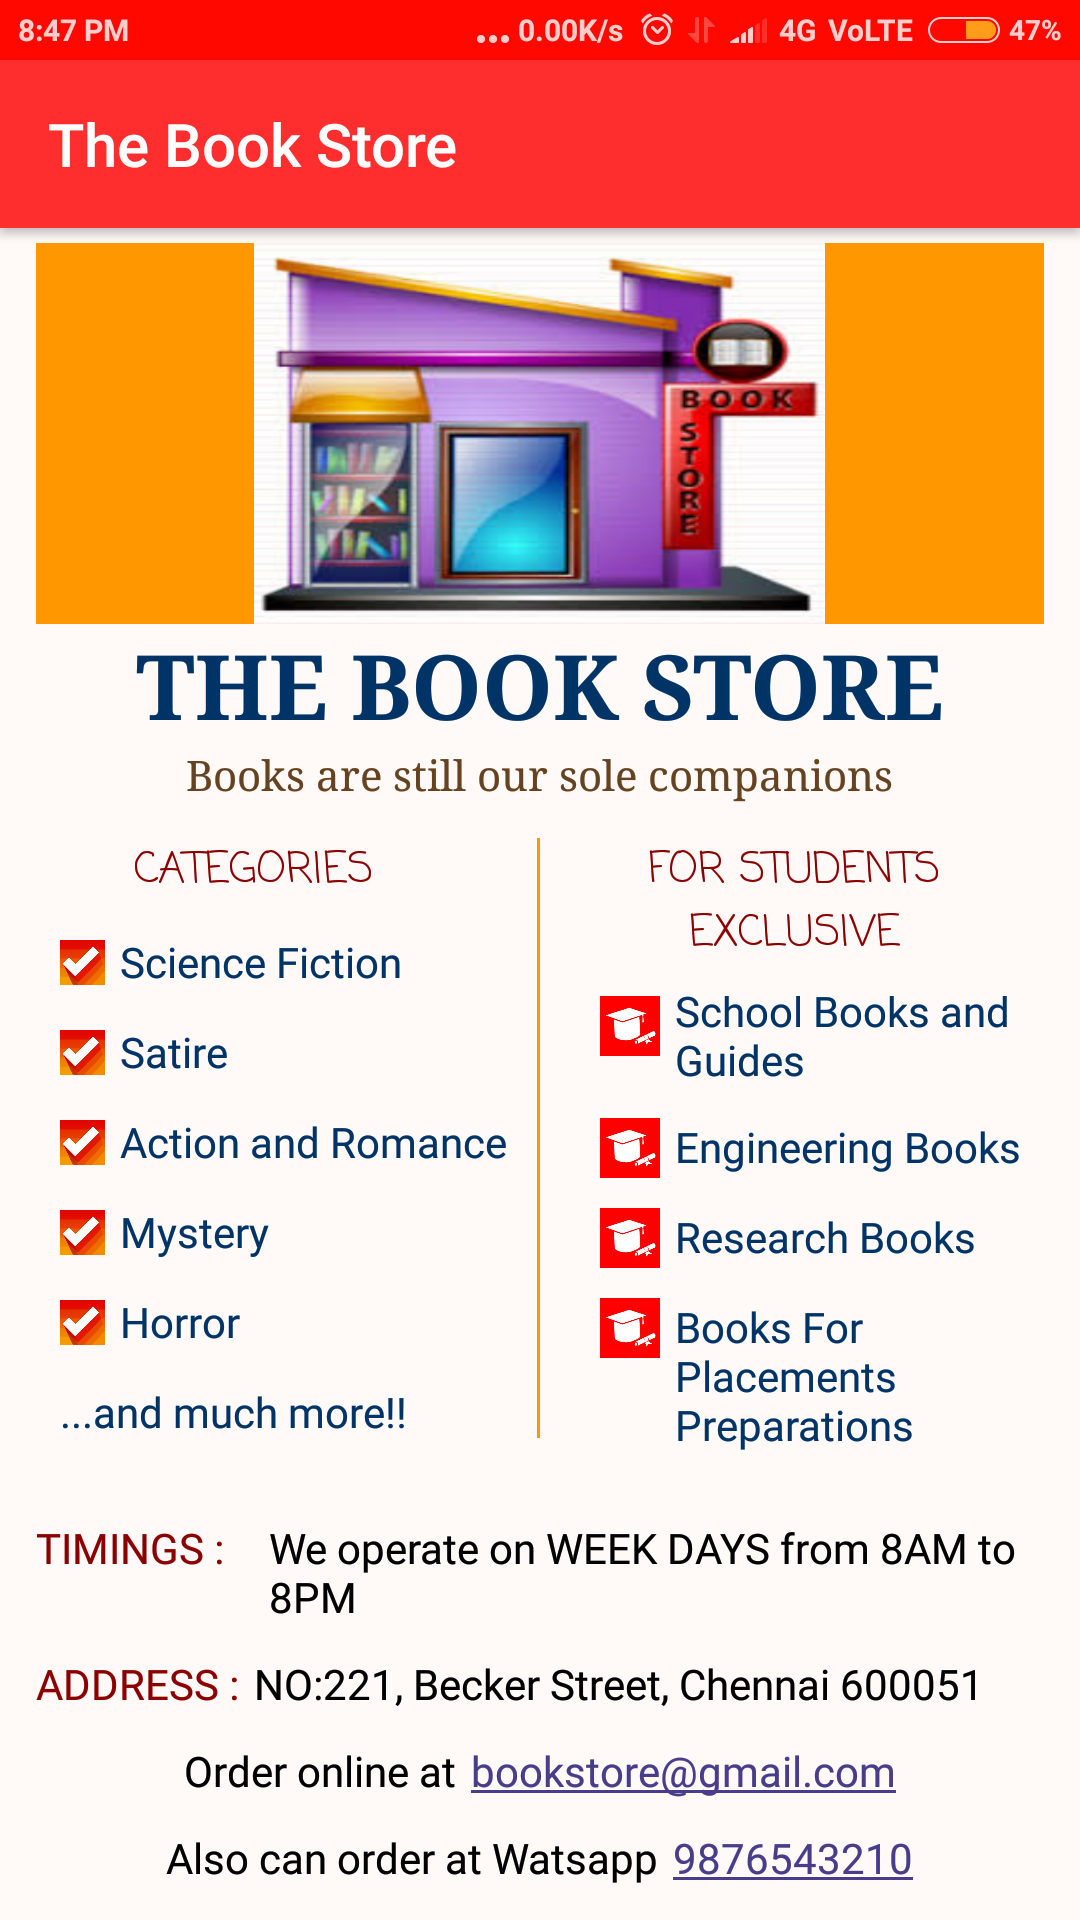 8:47 PM ... 0.00K/s 4G VoLTE 47%
The Book Store
BOOK
STORE
THE BOOK STORE
Books are still our sole companions
CATEGORIES
Science Fiction
Satire
Action and Romance
Mystery
Horror
...and much more!!
FOR STUDENTS
EXCLUSIVE
School Books and
Guides
Engineering Books
Research Books
Books For
Placements
Preparations
TIMINGS : We operate on WEEK DAYS from 8AM to
8PM
ADDRESS : NO:221, Becker Street, Chennai 600051
Order online at bookstore@gmail.com
Also can order at Watsapp 9876543210